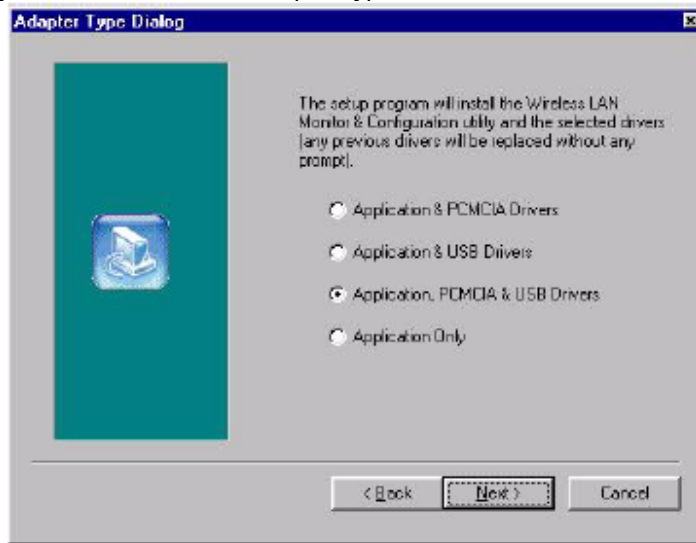 Adapter Type Dialog
The setup program will install the Wireless LAN
Monitor & Configuration utility and the selected drivers
(any previous drivers will be replaced without any
prompt).
Application & PCMCIA Drivers
Application & USB Drivers
Application, PCMCIA & USB Drivers
Application Only
< Back
Next >
Cancel